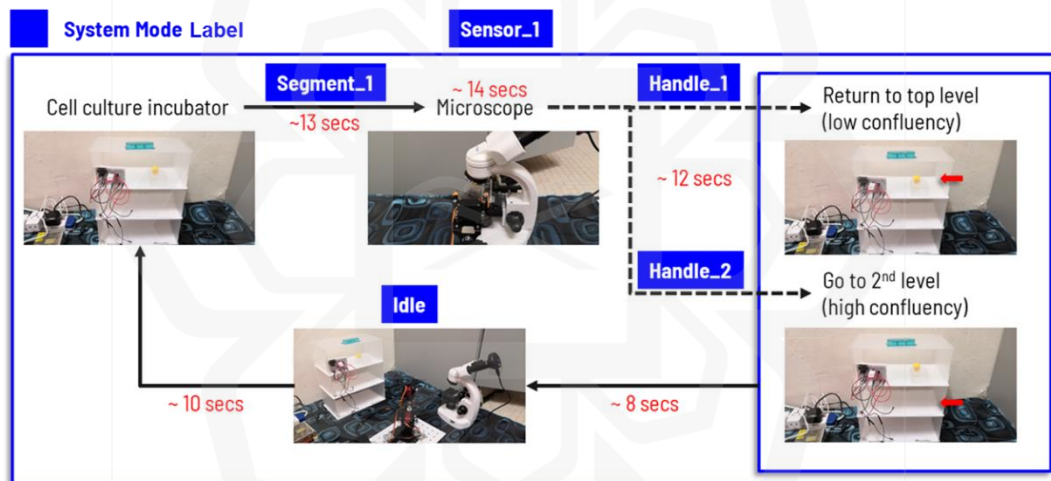 System Mode Label
Sensor_1
Segment_1
~ 14 secs
Handle_1
Cell culture incubator
~13 secs
Microscope
Return to top level
(low confluency)
~ 12 secs
Handle_2
Go to 2nd level
(high confluency)
Idle
~ 10 secs
~ 8 secs